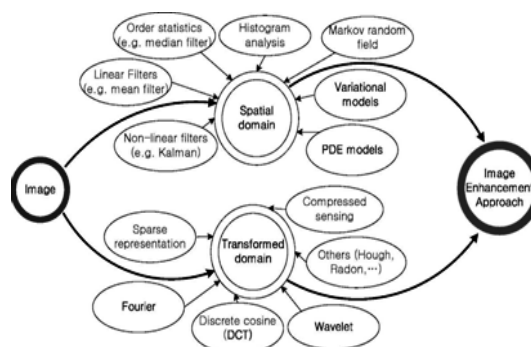 Order statistics
(e.g. median filter)
Histogram
analysis
Markov random
field
Linear Filters
(e.g. mean filter)
Variational
models
Spatial
domain
Non-linear filters
(e.g. Kalman)
PDE models
Image
Image
Enhancement
Approach
Compressed
sensing
Sparse
representation
Transformed
domain
Others (Hough,
Radon,...)
Fourier
Discrete cosine
(DCT)
Wavelet